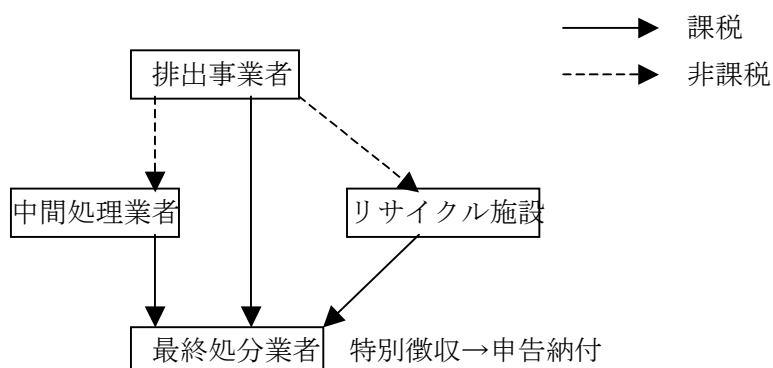 課税
排出事業者
非課税
中間処理業者
リサイクル施設
最終処分業者
特別徴収→申告納付